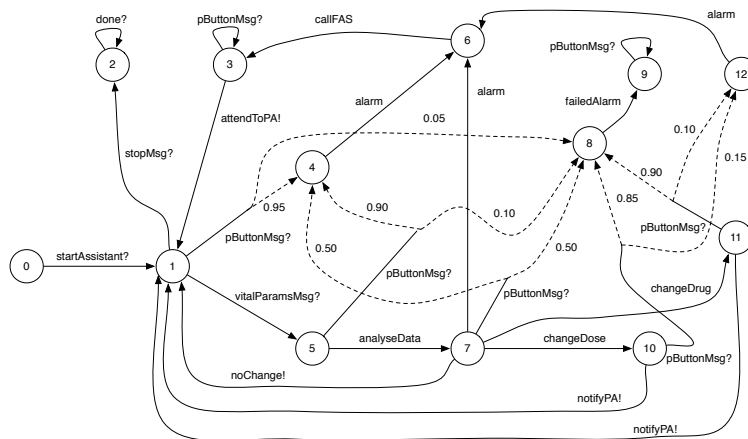 done?
pButtonMsg?
callFAS
alarm
6
pButtonMsg?
2
3
9
12
alarm
alarm
failedAlarm
attendToPA!
0.05
0.10
8
0.15
stopMsg?
4
0.90
0.95
0.90
0.10
0.85
pButtonMsg?
pButtonMsg?
11
startAssistant?
0.50
0.50
0
1
pButtonMsg?
pButtonMsg?
changeDrug
vitalParamsMsg?
analyseData
changeDose
5
7
10
pButtonMsg?
noChange!
notifyPA!
notifyPA!